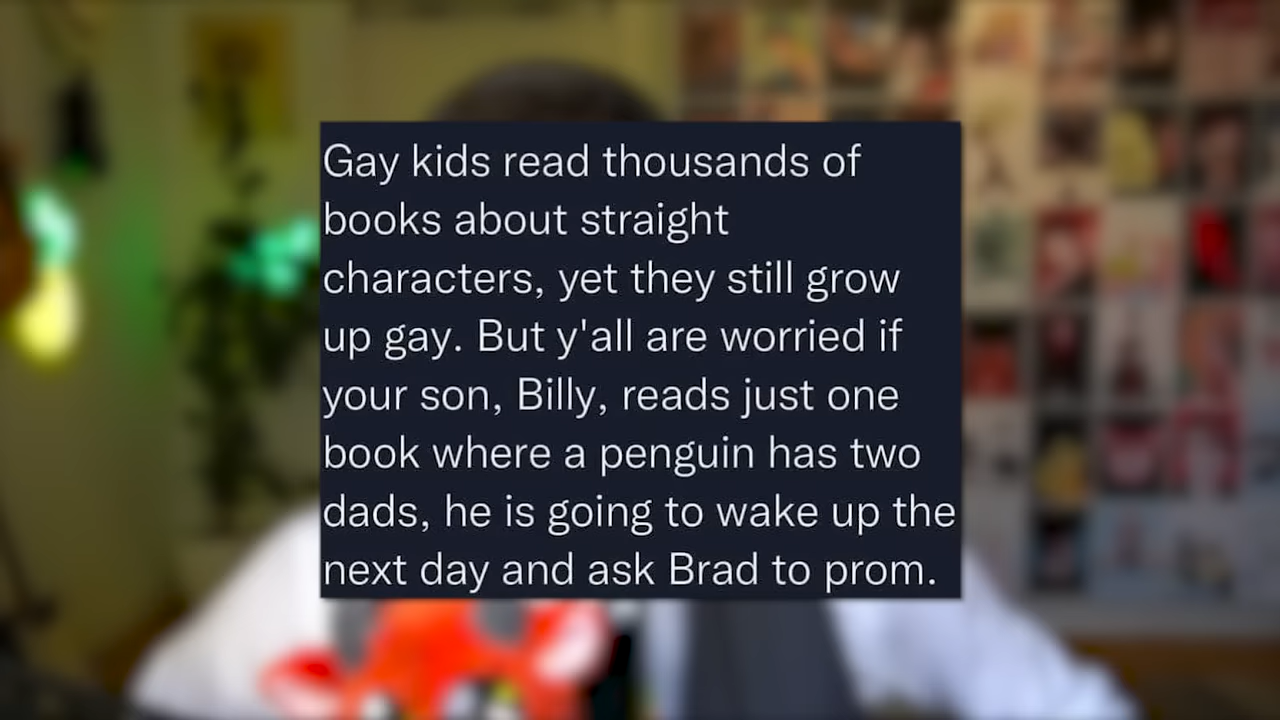 Gay kids read thousands of
books about straight
characters, yet they still grow
up gay. But y'all are worried if
your son, Billy, reads just one
book where a penguin has two
dads, he is going to wake up the
next day and ask Brad to prom.